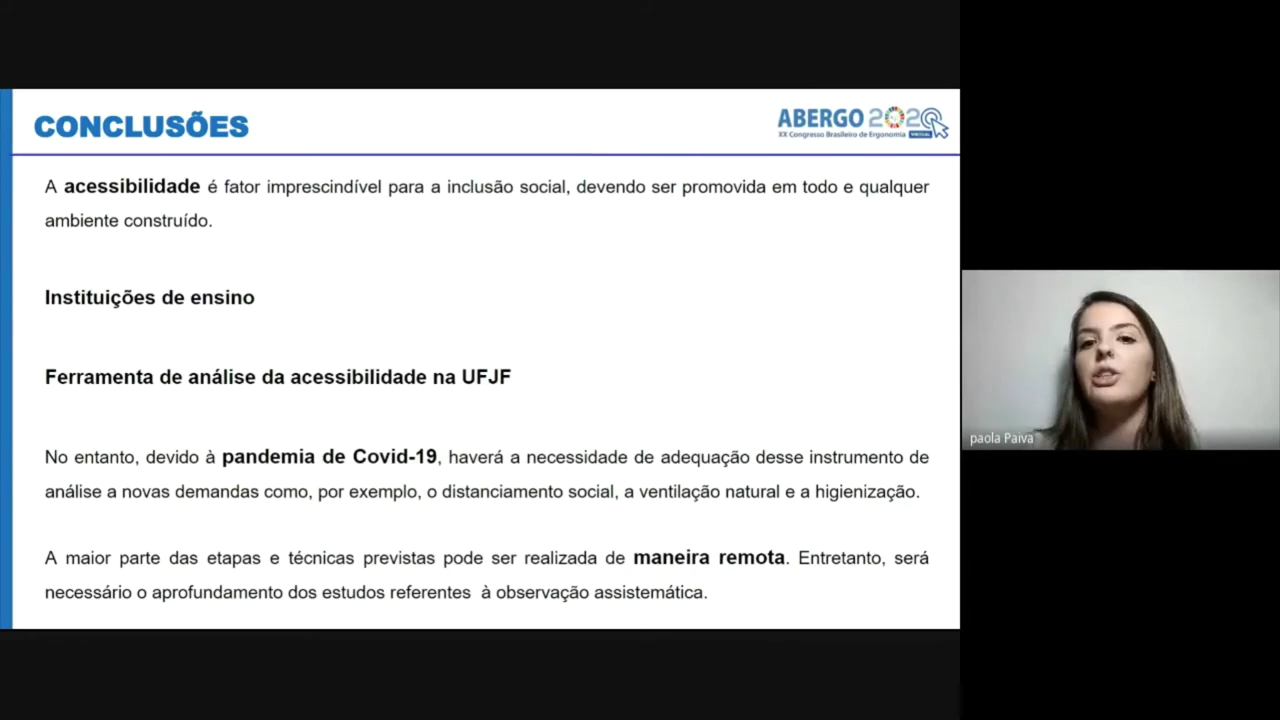 CONCLUSÕES
ABERGO 2020
XX Congresso Brasileiro de Ergonomia VIRTUAL
A acessibilidade é fator imprescindível para a inclusão social, devendo ser promovida em todo e qualquer
ambiente construído.
Instituições de ensino
Ferramenta de análise da acessibilidade na UFJF
No entanto, devido à pandemia de Covid-19, haverá a necessidade de adequação desse instrumento de
análise a novas demandas como, por exemplo, o distanciamento social, a ventilação natural e a higienização.
A maior parte das etapas e técnicas previstas pode ser realizada de maneira remota. Entretanto, será
necessário o aprofundamento dos estudos referentes à observação assistemática.
paola Paiva